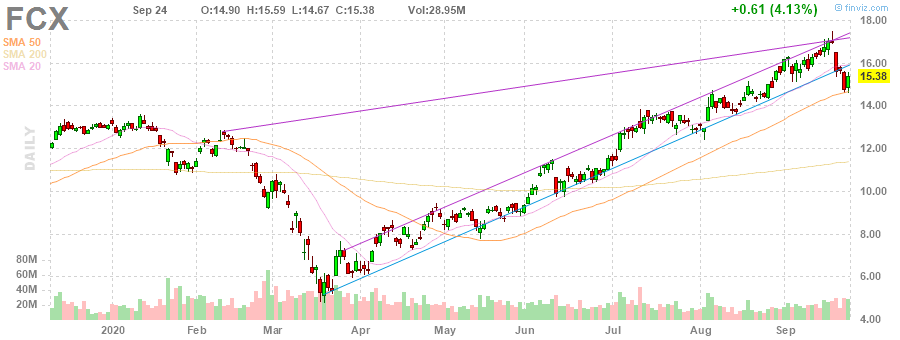 FCX Sep 24 O:14.90 H:15.59 L:14.67 C:15.38 Vol:28.95M +0.61 (4.13%) © finviz.com
SMA 50
SMA 200
SMA 20
DAILY
18.00
16.00
15.38
14.00
12.00
10.00
8.00
6.00
4.00
80M
60M
40M
20M
2020 Feb Mar Apr May Jun Jul Aug Sep